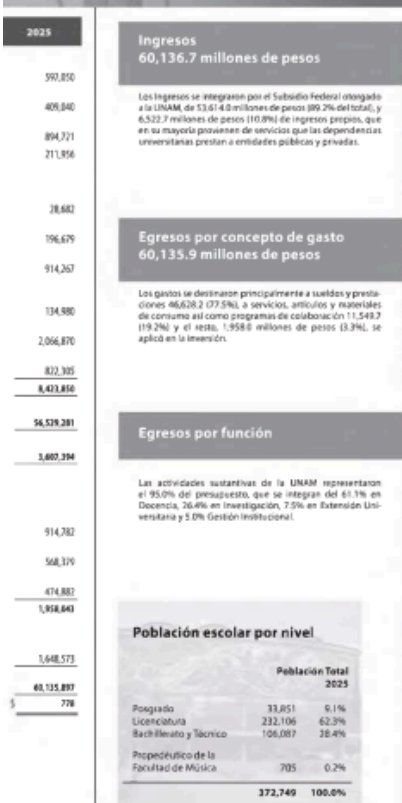 2025
597,050
409,040
894,721
211,956
28,682
196,679
914,267
134,980
2,066,870
822,305
8,423,850
56,529,281
3,607,394
914,782
568,379
474,882
1,958,043
1,648,573
60,135,897
$ 778
Ingresos
60,136.7 millones de pesos
Los Ingresos se integraron por el Subsidio Federal otorgado
a la UNAM, de 53,614.0 millones de pesos (89.2% del total), y
6,522.7 millones de pesos (10.8%) de ingresos propios, que
en su mayoría provienen de servicios que las dependencias
universitarias prestan a entidades públicas y privadas.
Egresos por concepto de gasto
60,135.9 millones de pesos
Los gastos se destinaron principalmente a sueldos y presta-
ciones 46,628.2 (77.5%), a servicios, artículos y materiales
de consumo así como programas de colaboración 11,549.7
(19.2%) y el resto, 1,958.0 millones de pesos (3.3%), se
aplicó en la inversión.
Egresos por función
Las actividades sustantivas de la UNAM representaron
el 95.0% del presupuesto, que se integran del 61.1% en
Docencia, 26.4% en Investigación, 7.5% en Extensión Uni-
versitaria y 5.0% Gestión Institucional.
Población escolar por nivel
Población Total
2025
Posgrado 33,851 9.1%
Licenciatura 232,106 62.3%
Bachillerato y Técnico 106,087 28.4%
Propedéutico de la
Facultad de Música 705 0.2%
372,749 100.0%